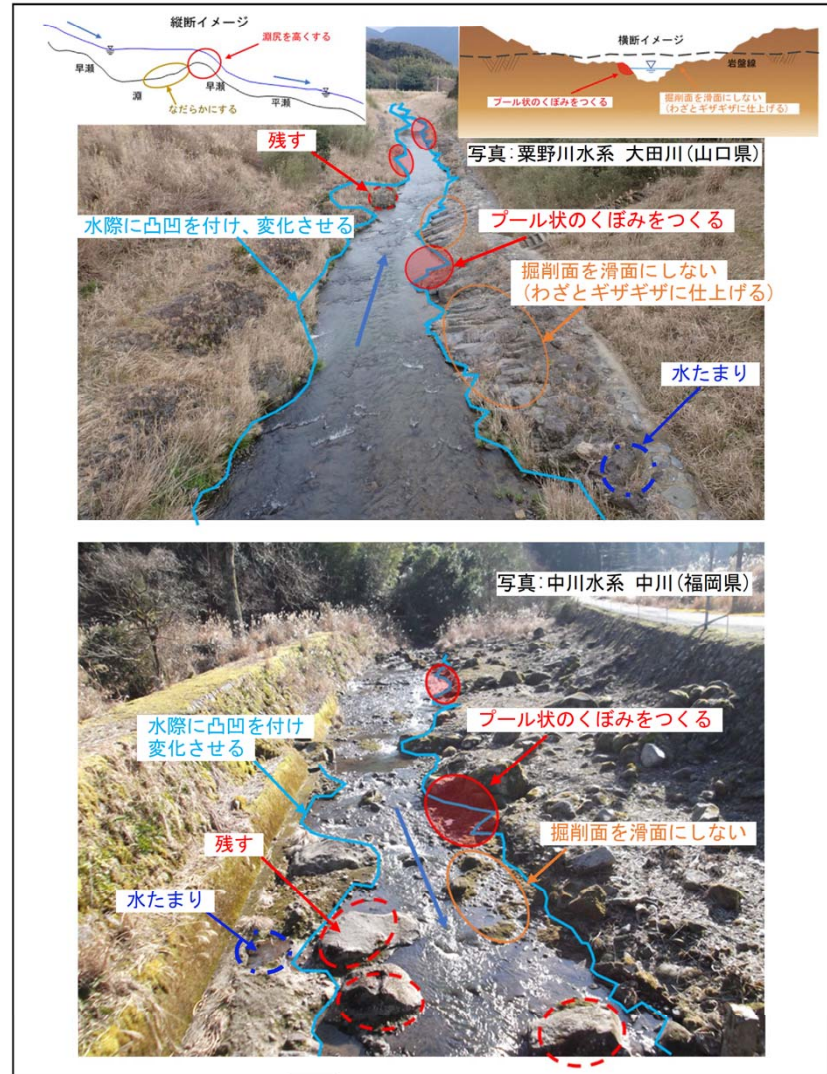 縦断イメージ
淵尻を高くする
早瀬
淵
早瀬
平瀬
なだらかにする
横断イメージ
岩盤線
プール状のくぼみをつくる
掘削面を滑面にしない
(わざとギザギザに仕上げる)
写真:粟野川水系 大田川(山口県)
残す
水際に凸凹を付け、変化させる
プール状のくぼみをつくる
掘削面を滑面にしない
(わざとギザギザに仕上げる)
水たまり
写真:中川水系 中川(福岡県)
水際に凸凹を付け
変化させる
プール状のくぼみをつくる
残す
掘削面を滑面にしない
水たまり